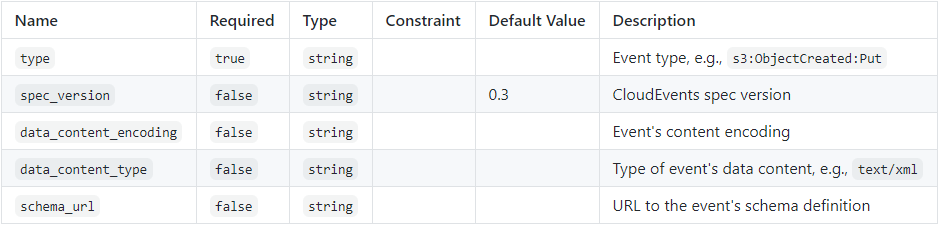 Name Required Type Constraint Default Value Description
type true string Event type, e.g., s3:ObjectCreated:Put
spec_version false string 0.3 CloudEvents spec version
data_content_encoding false string Event's content encoding
data_content_type false string Type of event's data content, e.g., text/xml
schema_url false string URL to the event's schema definition